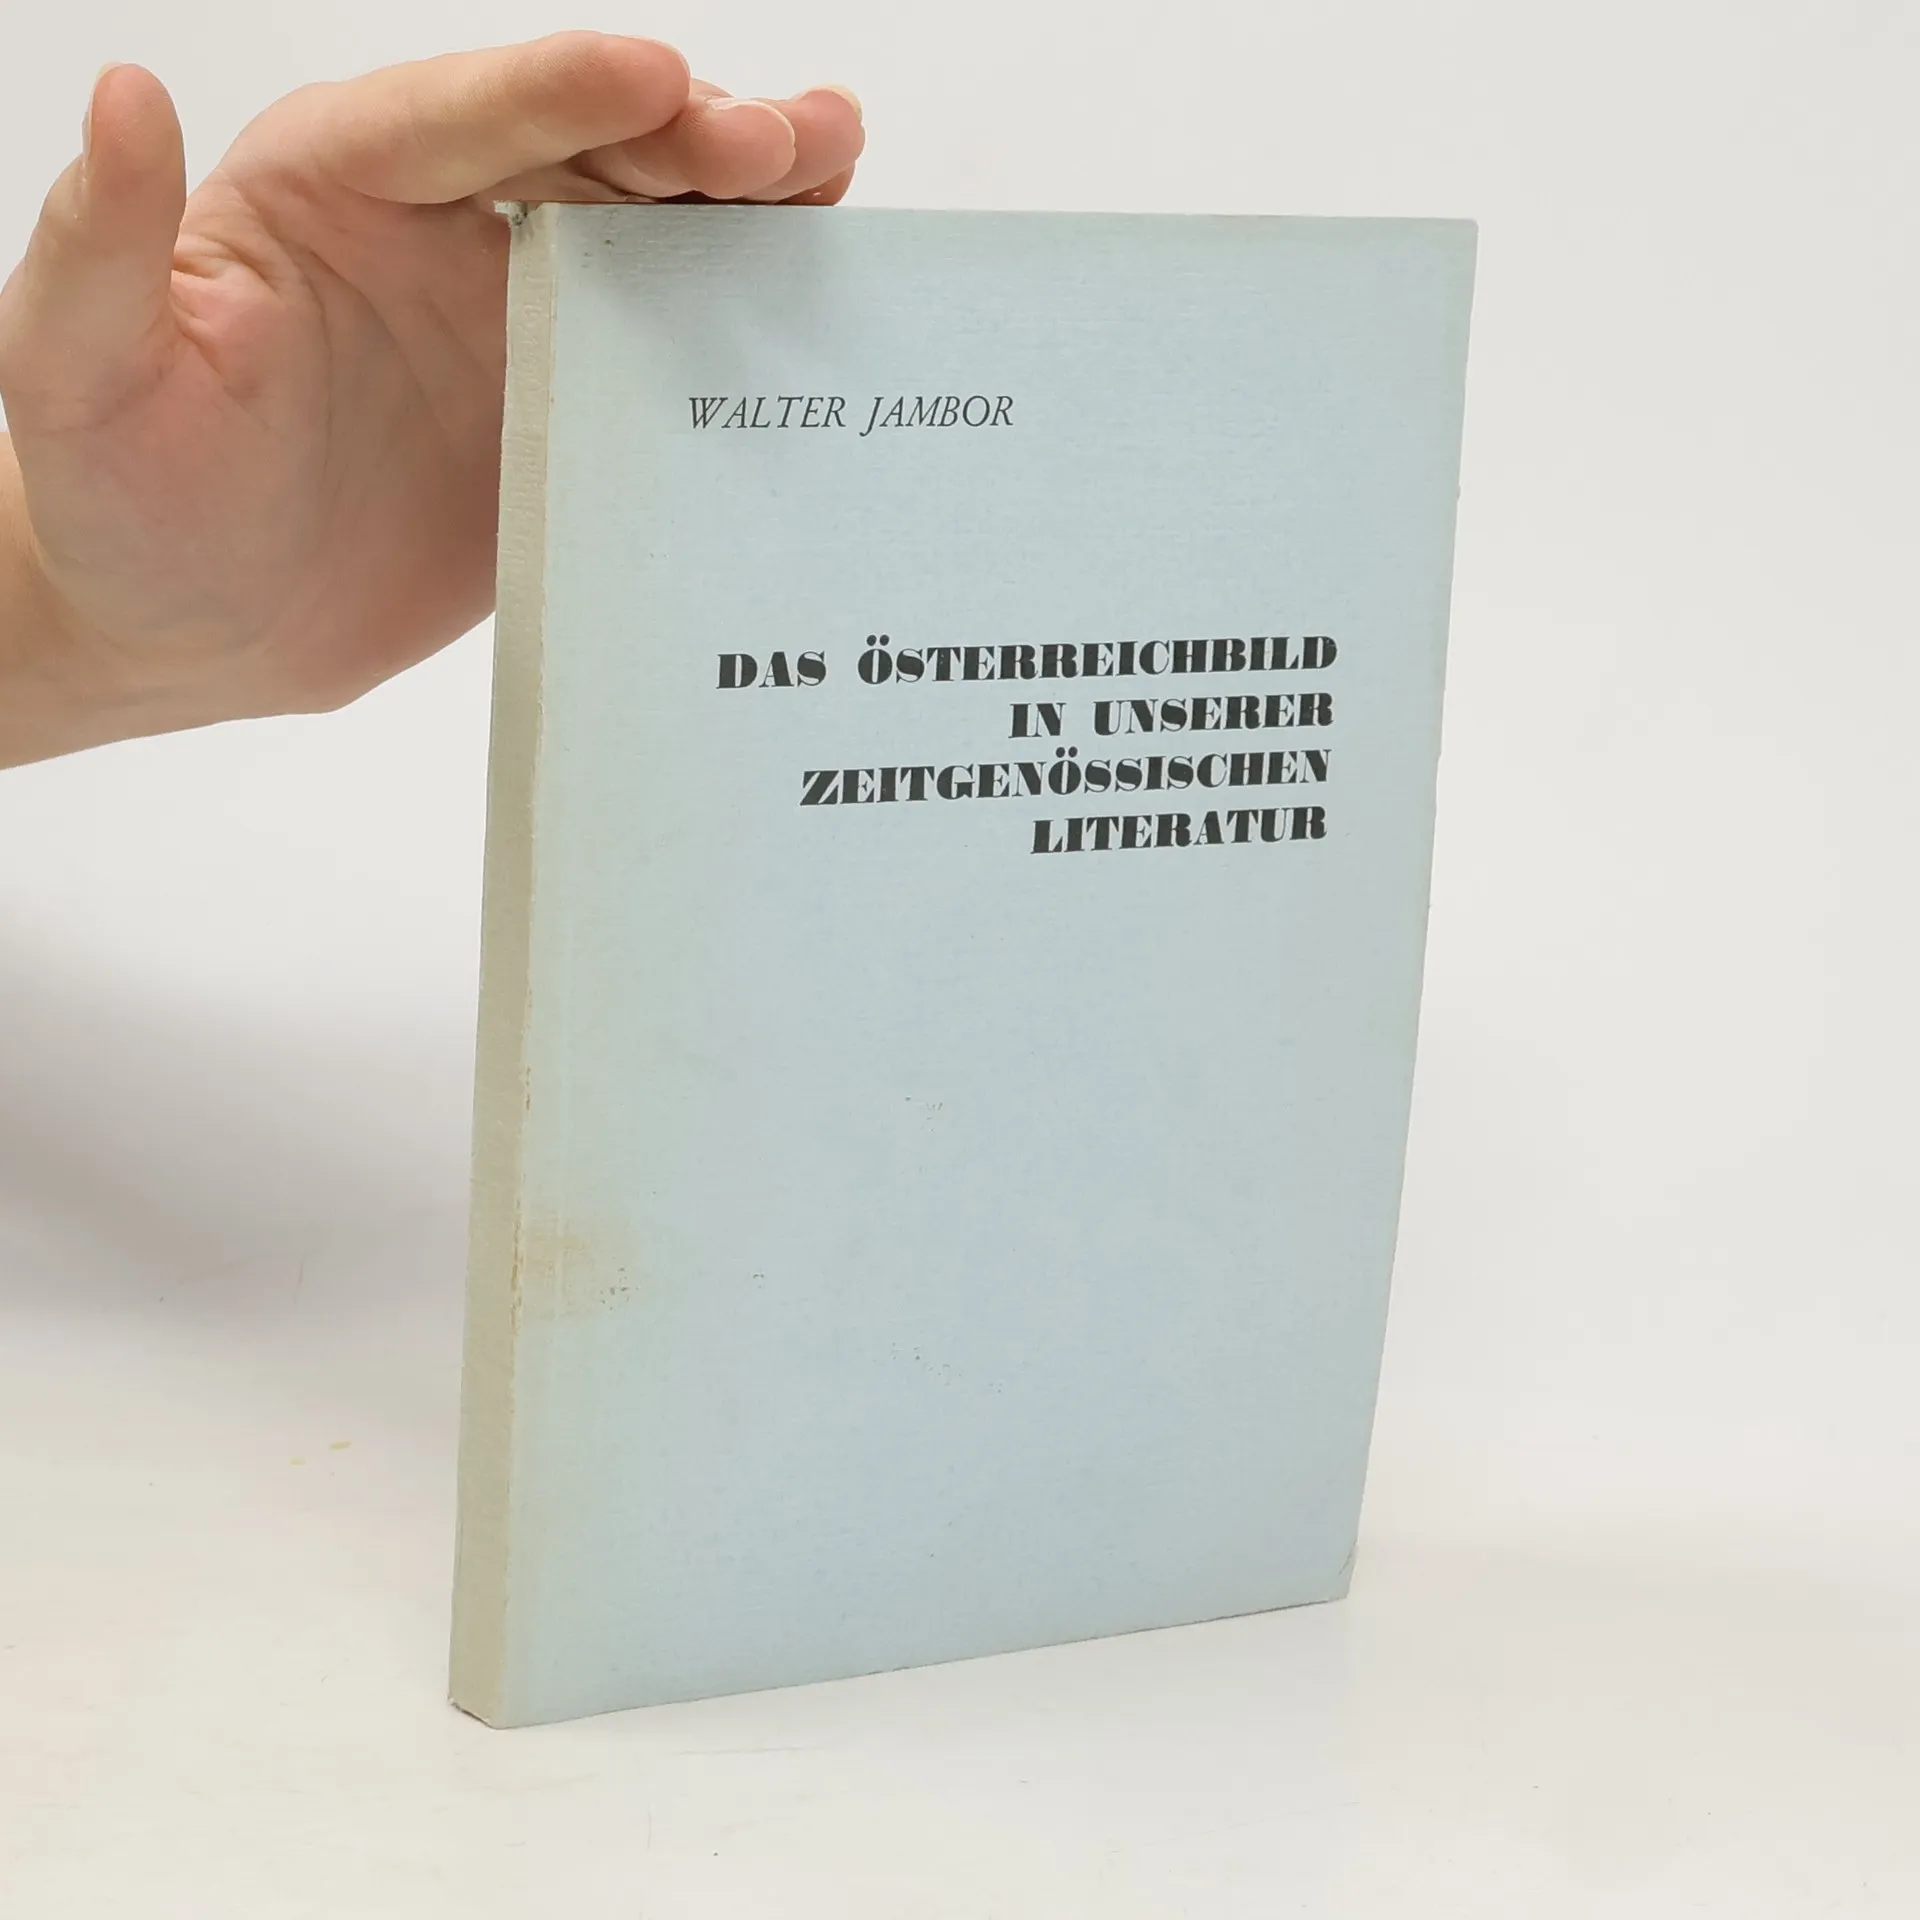 WALTER JAMBOR
DAS ÖSTERREICHBILD
IN UNSERER
ZEITGENÖSSISCHEN
LITERATUR